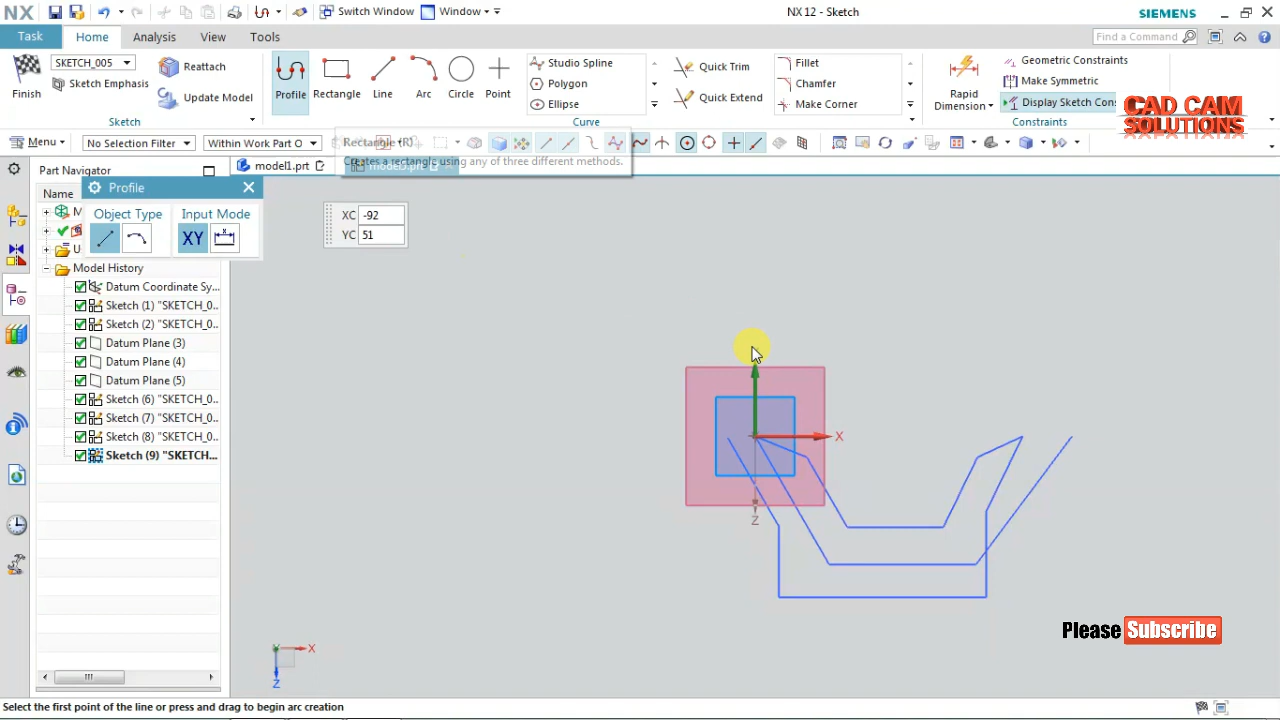 NX
Switch Window
Window
NX 12 - Sketch
SIEMENS
Task
Home
Analysis
View
Tools
Find a Command
SKETCH_005
Reattach
Sketch Emphasis
Update Model
Finish
Profile
Rectangle
Line
Arc
Circle
Point
Studio Spline
Polygon
Ellipse
Quick Trim
Quick Extend
Fillet
Chamfer
Make Corner
Rapid
Dimension
Geometric Constraints
Make Symmetric
Display Sketch Cons
CAD CAM
SOLUTIONS
Sketch
Curve
Constraints
Menu
No Selection Filter
Within Work Part O
Rectangle (R)
Creates a rectangle using any of three different methods.
model1.prt
Part Navigator
Name
Profile
Object Type
Input Mode
XY
XC -92
YC 51
M
U
Model History
Datum Coordinate Sy...
Sketch (1) "SKETCH_0..
Sketch (2) "SKETCH_0..
Datum Plane (3)
Datum Plane (4)
Datum Plane (5)
Sketch (6) "SKETCH_0..
Sketch (7) "SKETCH_0..
Sketch (8) "SKETCH_0..
Sketch (9) "SKETCH...
X
Z
Please Subscribe
X
Z
Select the first point of the line or press and drag to begin arc creation